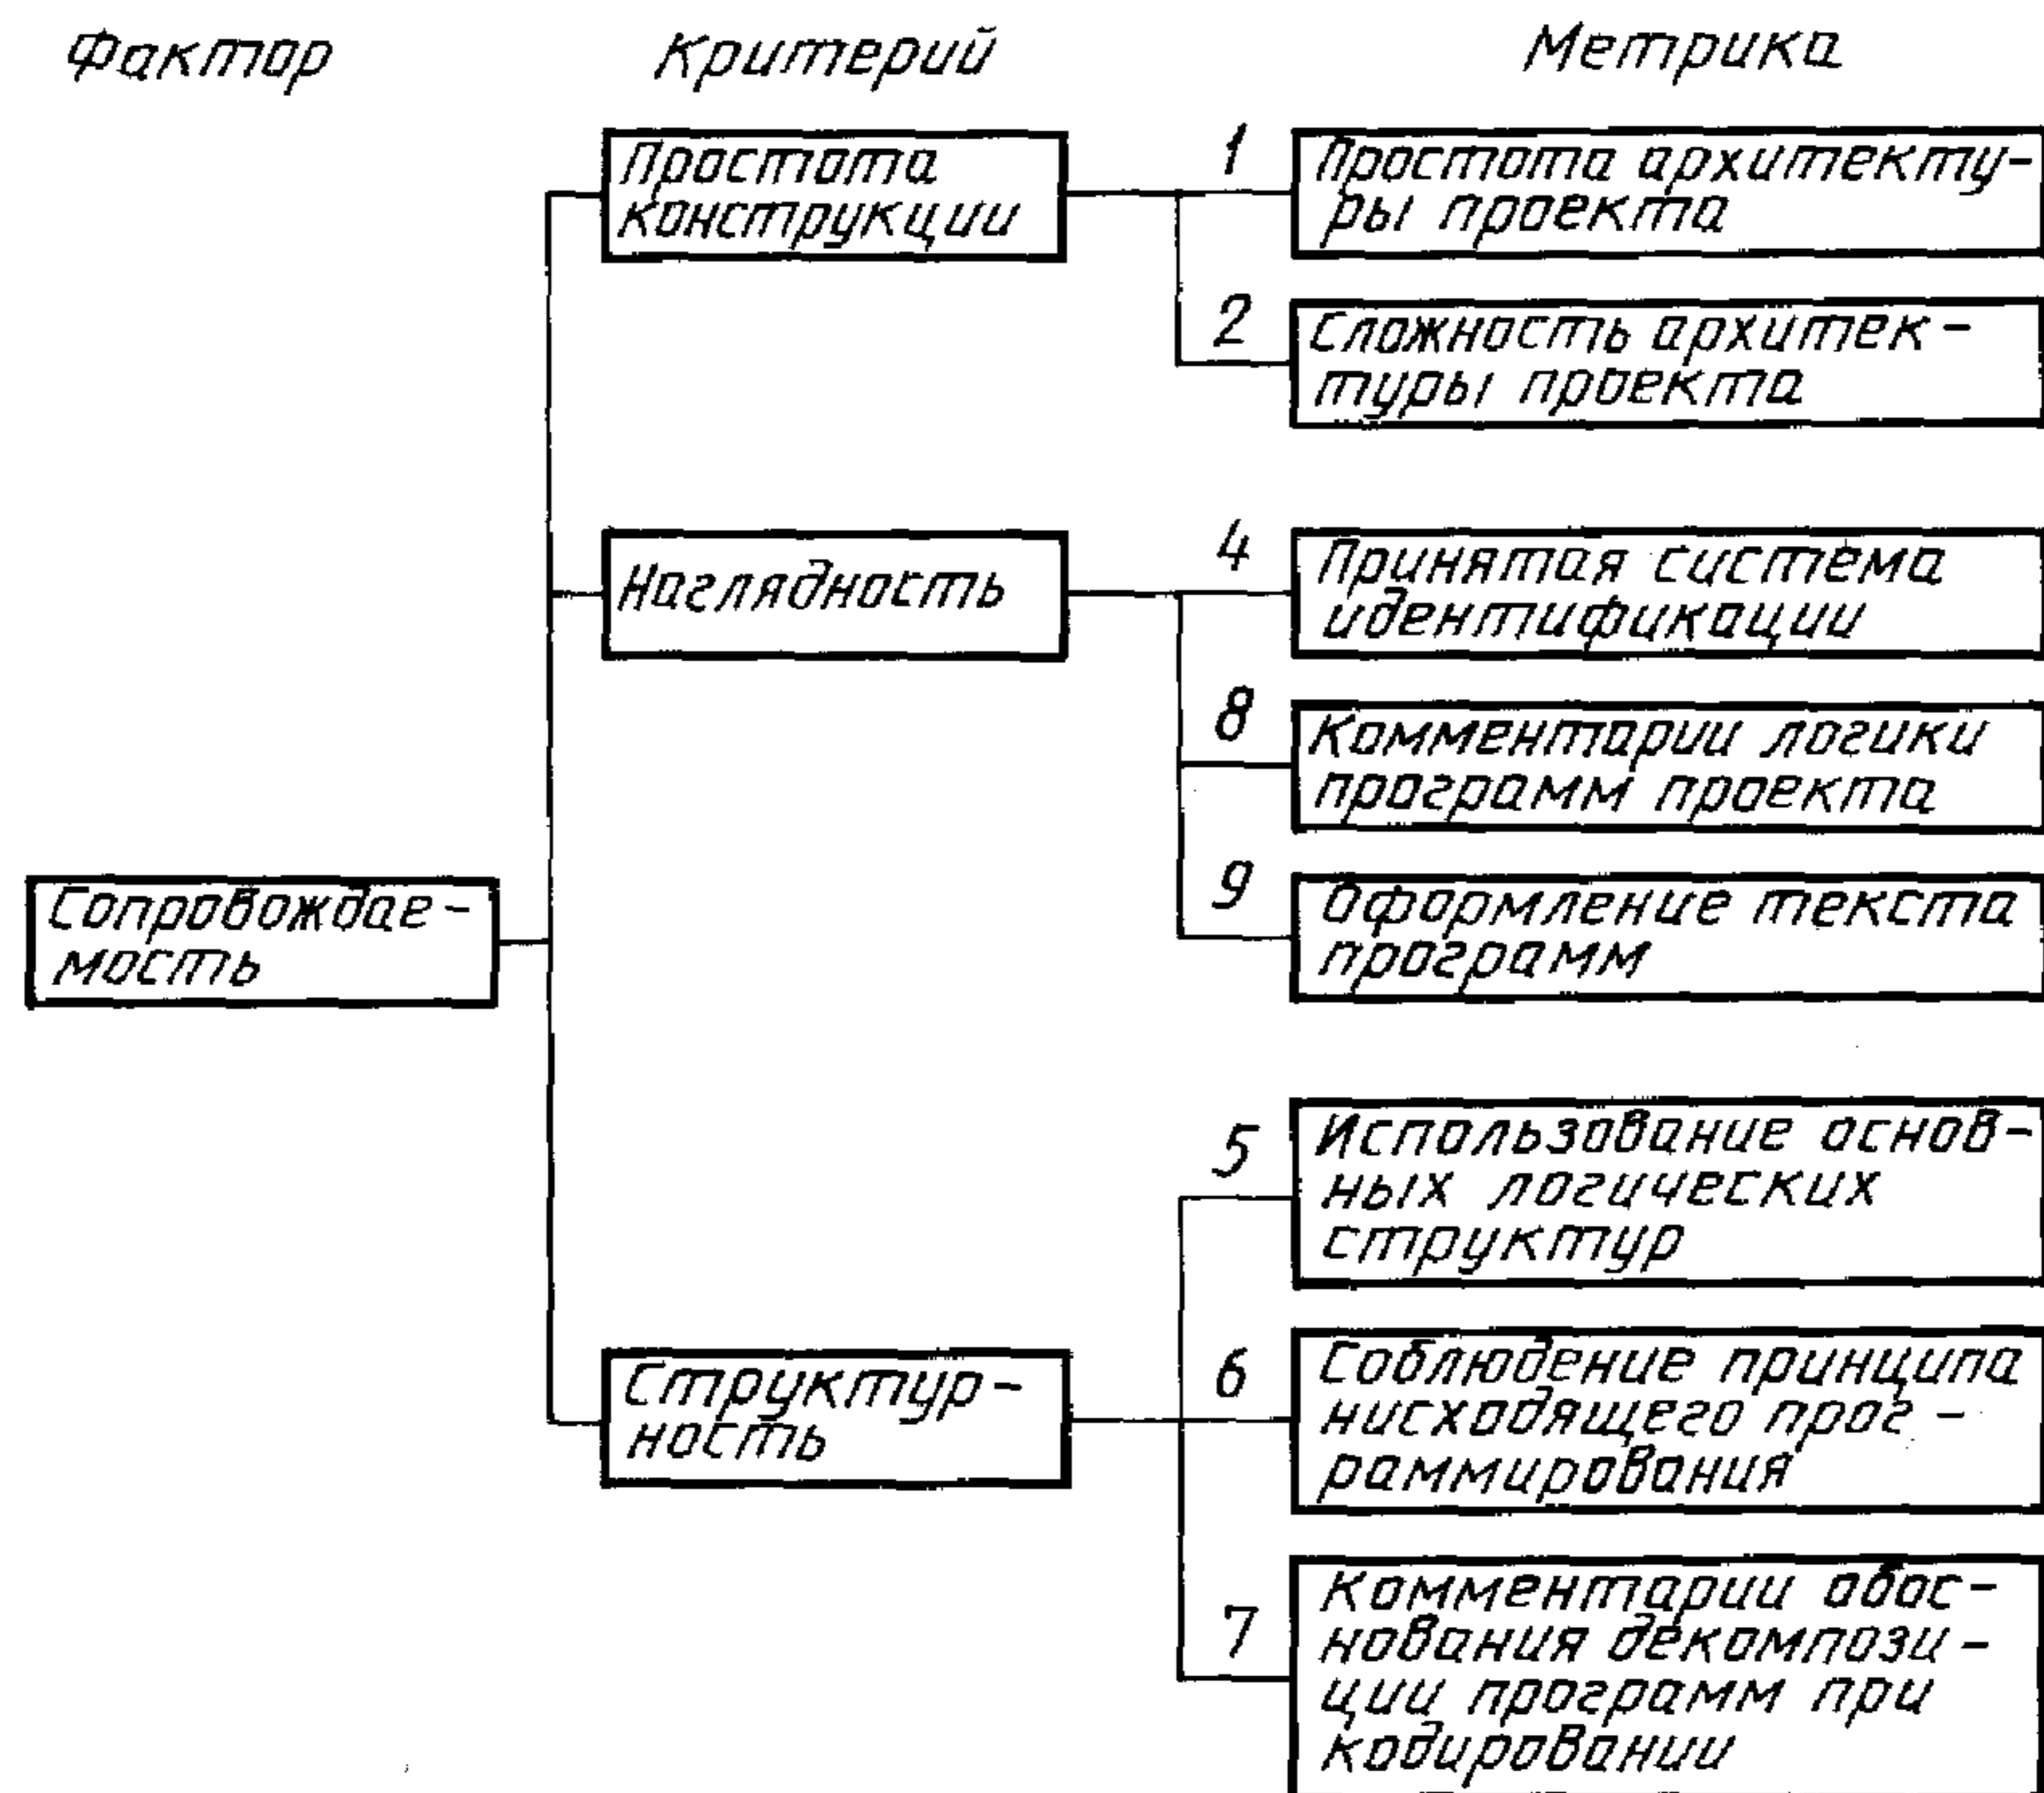 Фактор
Критерий
Метрика
Простота
конструкции
1
Простота архитекту-
ры проекта
2
Сложность архитек-
туры проекта
Наглядность
4
Принятая система
идентификации
8
Комментарии логики
программ проекта
9
Оформление текста
программ
Сопровождае-
мость
5
Использование основ-
ных логических
структур
Структур-
ность
6
Соблюдение принципа
нисходящего прог-
раммирования
7
Комментарии обос-
нования декомпози-
ции программ при
кодировании